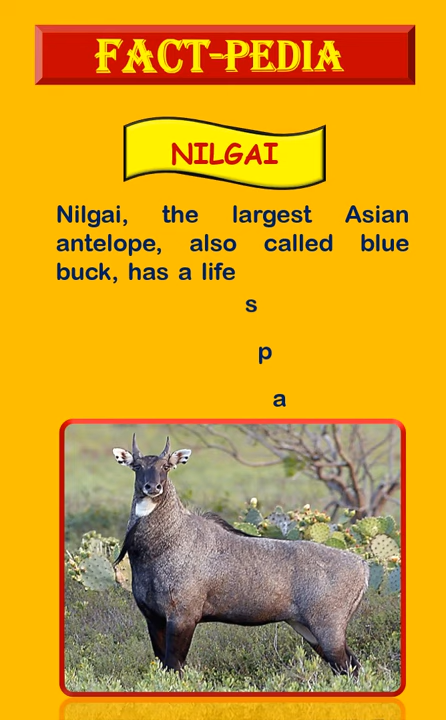 FACT-PEDIA
NILGAI
Nilgai, the largest Asian
antelope, also called blue
buck, has a life
s
p
a